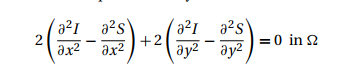 2(∂²I/∂x² − ∂²S/∂x²) + 2(∂²I/∂y² − ∂²S/∂y²) = 0 in Ω